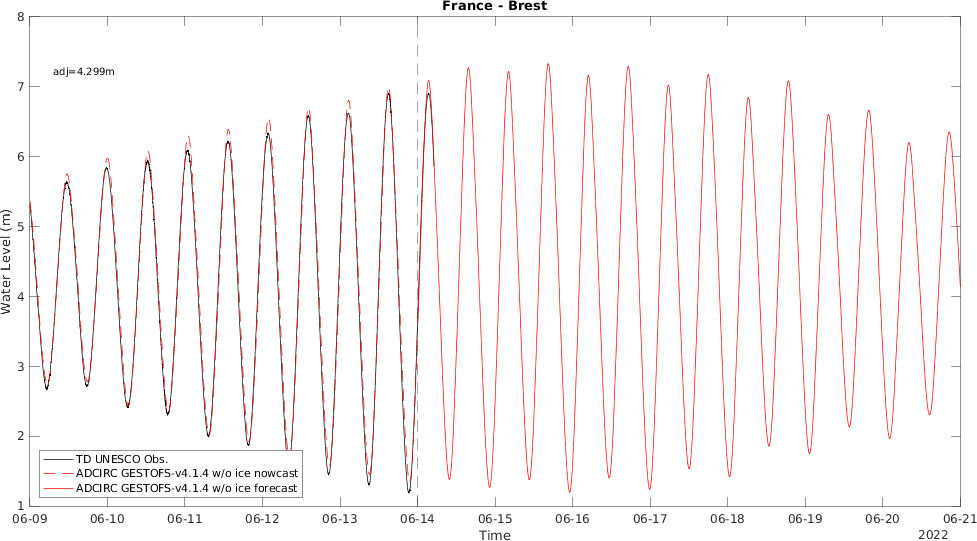 France - Brest
8
7
6
5
4
3
2
1
Water Level (m)
adj=4.299m
TD UNESCO Obs.
ADCIRC GESTOFS-v4.1.4 w/o ice nowcast
ADCIRC GESTOFS-v4.1.4 w/o ice forecast
06-09 06-10 06-11 06-12 06-13 06-14 06-15 06-16 06-17 06-18 06-19 06-20 06-21
Time
2022